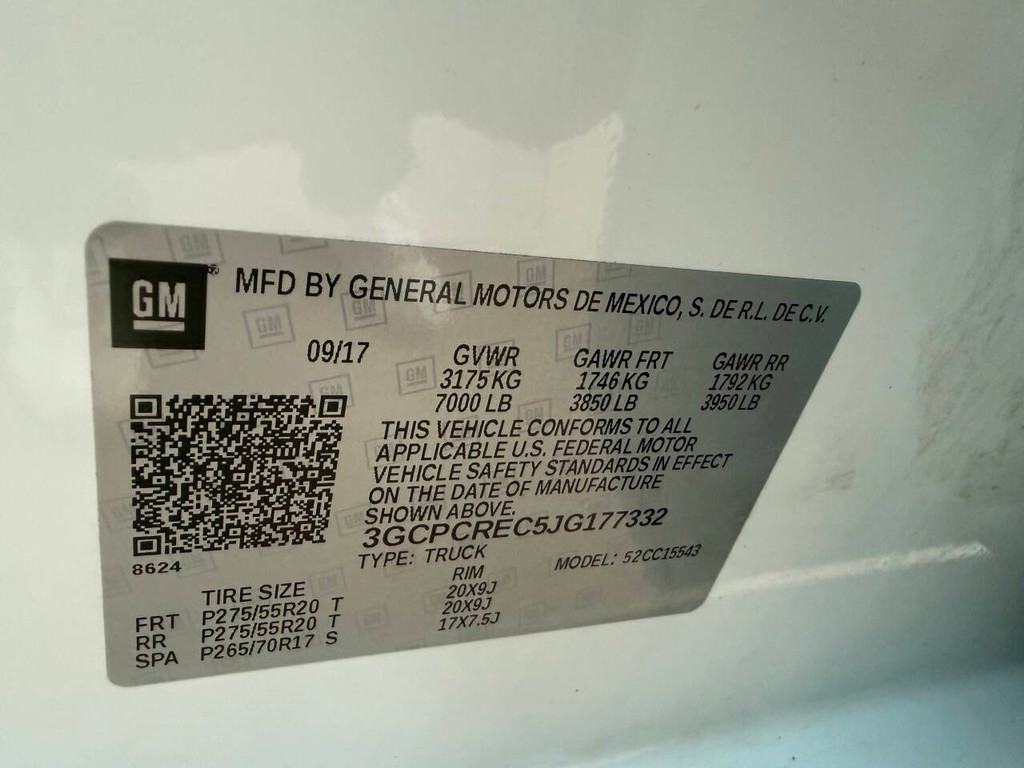 GM® MFD BY GENERAL MOTORS DE MEXICO, S. DE R.L. DE C.V.
09/17 GVWR GAWR FRT GAWR RR
3175 KG 1746 KG 1792 KG
7000 LB 3850 LB 3950 LB
THIS VEHICLE CONFORMS TO ALL
APPLICABLE U.S. FEDERAL MOTOR
VEHICLE SAFETY STANDARDS IN EFFECT
ON THE DATE OF MANUFACTURE
SHOWN ABOVE.
3GCPCREC5JG177332
TYPE: TRUCK MODEL: 52CC15543
8624
TIRE SIZE RIM
FRT P275/55R20 T 20X9J
RR P275/55R20 T 20X9J
SPA P265/70R17 S 17X7.5J